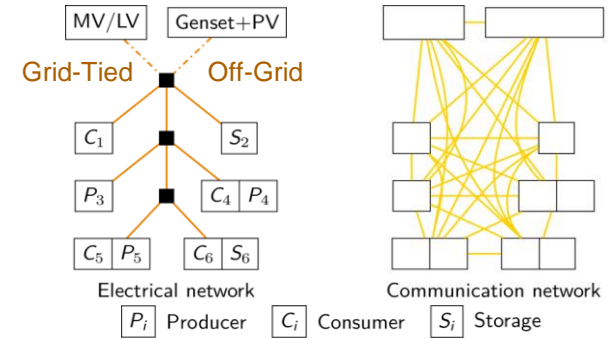 MV/LV Genset+PV
Grid-Tied Off-Grid
C1 S2
P3 C4 P4
C5 P5 C6 S6
Electrical network Communication network
Pi Producer Ci Consumer Si Storage